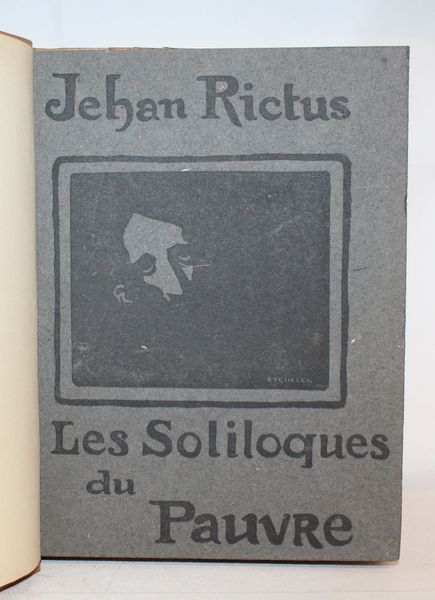 Jehan Rictus
STEINLEN
Les Soliloques
du
Pauvre